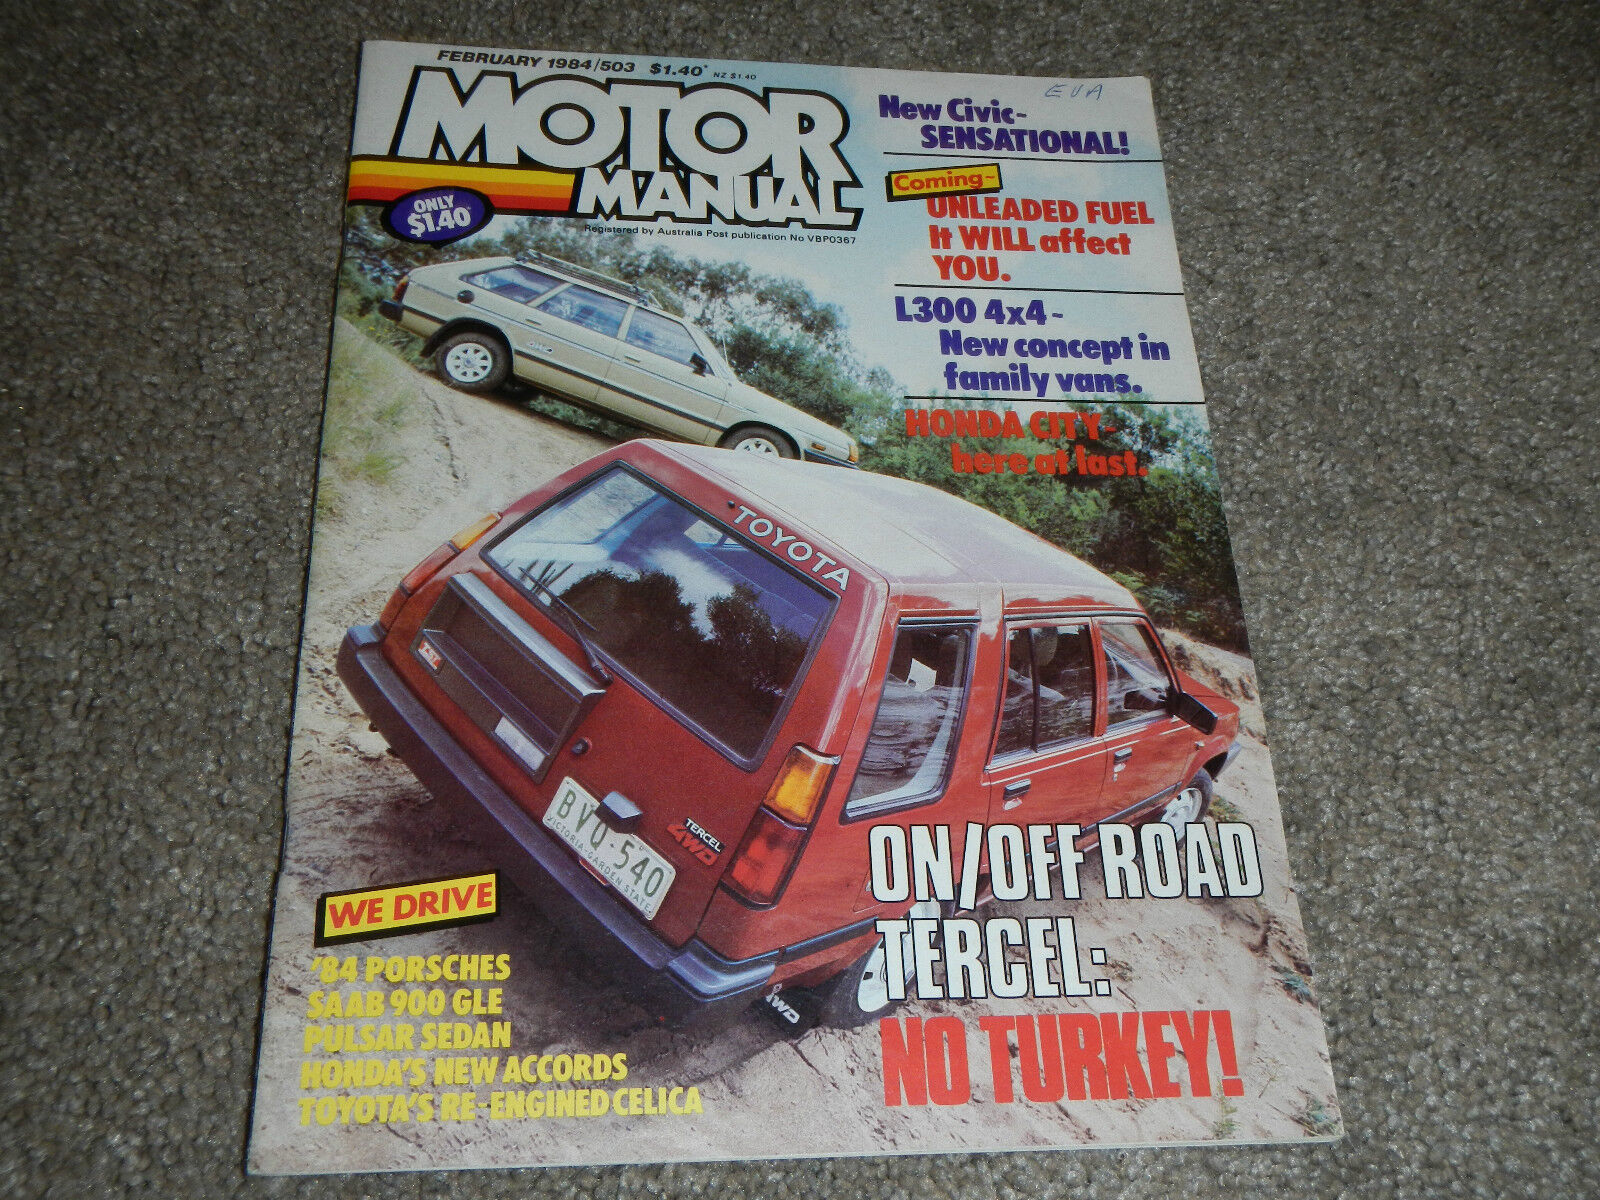 FEBRUARY 1984/503 $1.40* NZ $1.40
EVA
MOTOR
MANUAL
ONLY
$1.40*
Registered by Australia Post publication No VBP0367
New Civic-
SENSATIONAL!
Coming-
UNLEADED FUEL
It WILL affect
YOU.
L300 4x4-
New concept in
family vans.
HONDA CITY-
here at last.
TOYOTA
BVQ·540
VICTORIA-GARDEN STATE
TERCEL
4WD
4WD
WE DRIVE
'84 PORSCHES
SAAB 900 GLE
PULSAR SEDAN
HONDA'S NEW ACCORDS
TOYOTA'S RE-ENGINED CELICA
ON/OFF ROAD
TERCEL:
NO TURKEY!